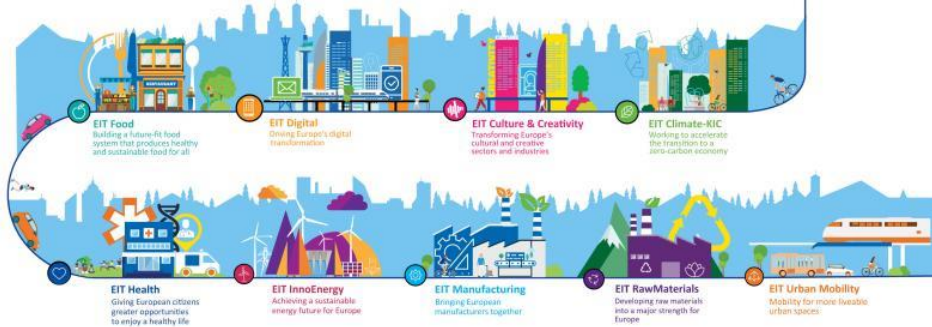 RESTAURANT
EIT Food
Building a future-fit food
system that produces healthy
and sustainable food for all
EIT Digital
Driving Europe's digital
transformation
EIT Culture & Creativity
Transforming Europe's
cultural and creative
sectors and industries
EIT Climate-KIC
Working to accelerate
the transition to a
zero-carbon economy
EIT Health
Giving European citizens
greater opportunities
to enjoy a healthy life
EIT InnoEnergy
Achieving a sustainable
energy future for Europe
EIT Manufacturing
Bringing European
manufacturers together
EIT RawMaterials
Developing raw materials
into a major strength for
Europe
EIT Urban Mobility
Mobility for more liveable
urban spaces